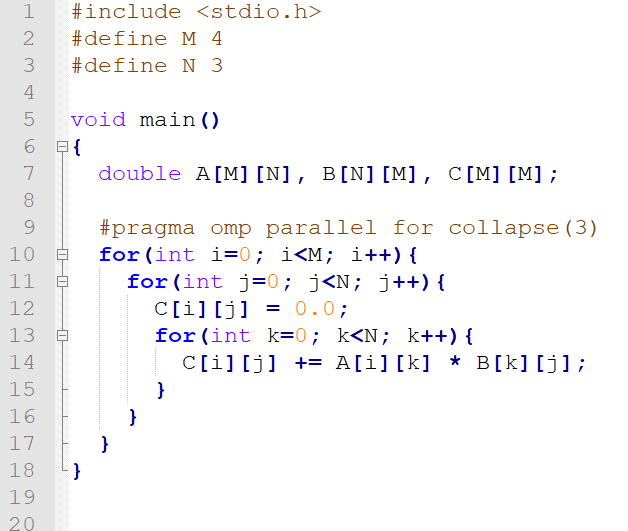 1 #include <stdio.h>
2 #define M 4
3 #define N 3
4
5 void main()
6 {
7   double A[M][N], B[N][M], C[M][M];
8
9   #pragma omp parallel for collapse(3)
10   for(int i=0; i<M; i++){
11     for(int j=0; j<N; j++){
12       C[i][j] = 0.0;
13       for(int k=0; k<N; k++){
14         C[i][j] += A[i][k] * B[k][j];
15       }
16     }
17   }
18 }
19
20